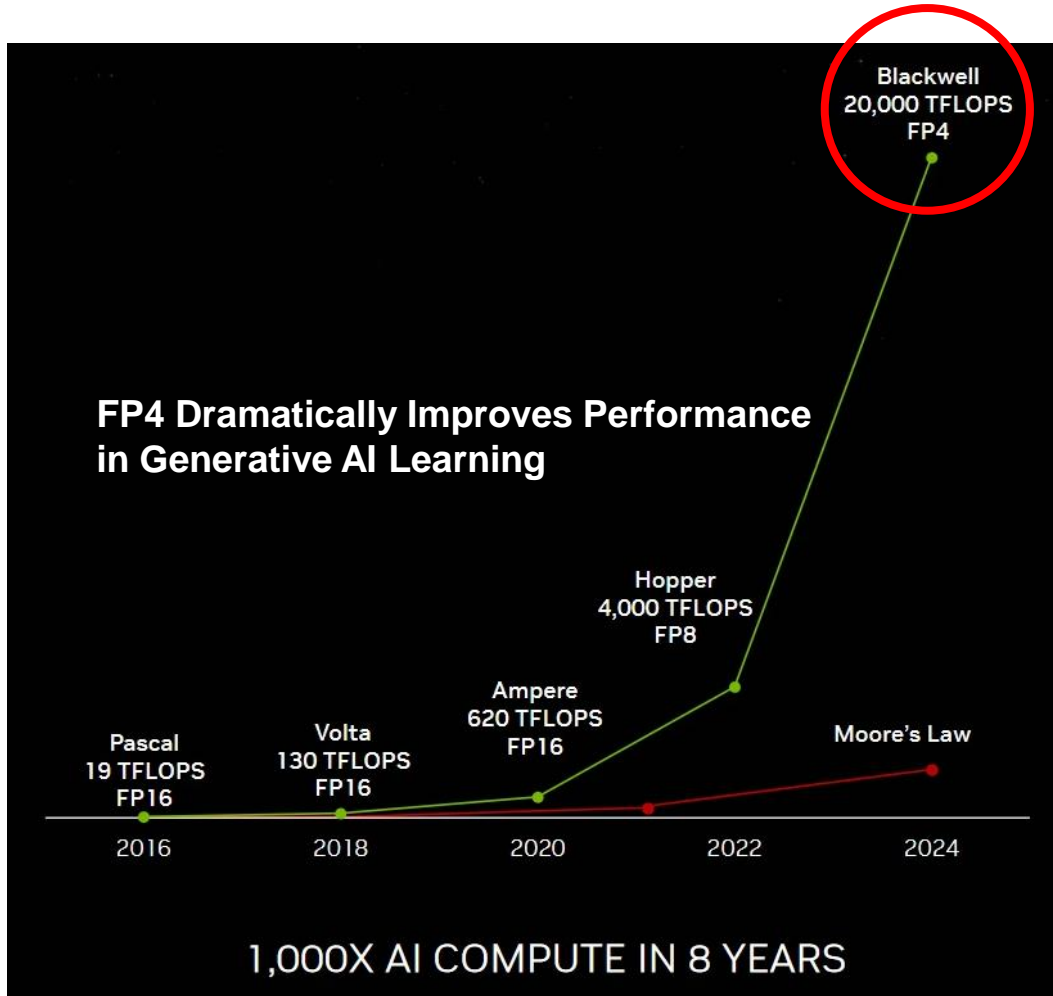 Blackwell
20,000 TFLOPS
FP4
FP4 Dramatically Improves Performance
in Generative AI Learning
Hopper
4,000 TFLOPS
FP8
Ampere
620 TFLOPS
FP16
Moore's Law
Volta
130 TFLOPS
FP16
Pascal
19 TFLOPS
FP16
2016 2018 2020 2022 2024
1,000X AI COMPUTE IN 8 YEARS